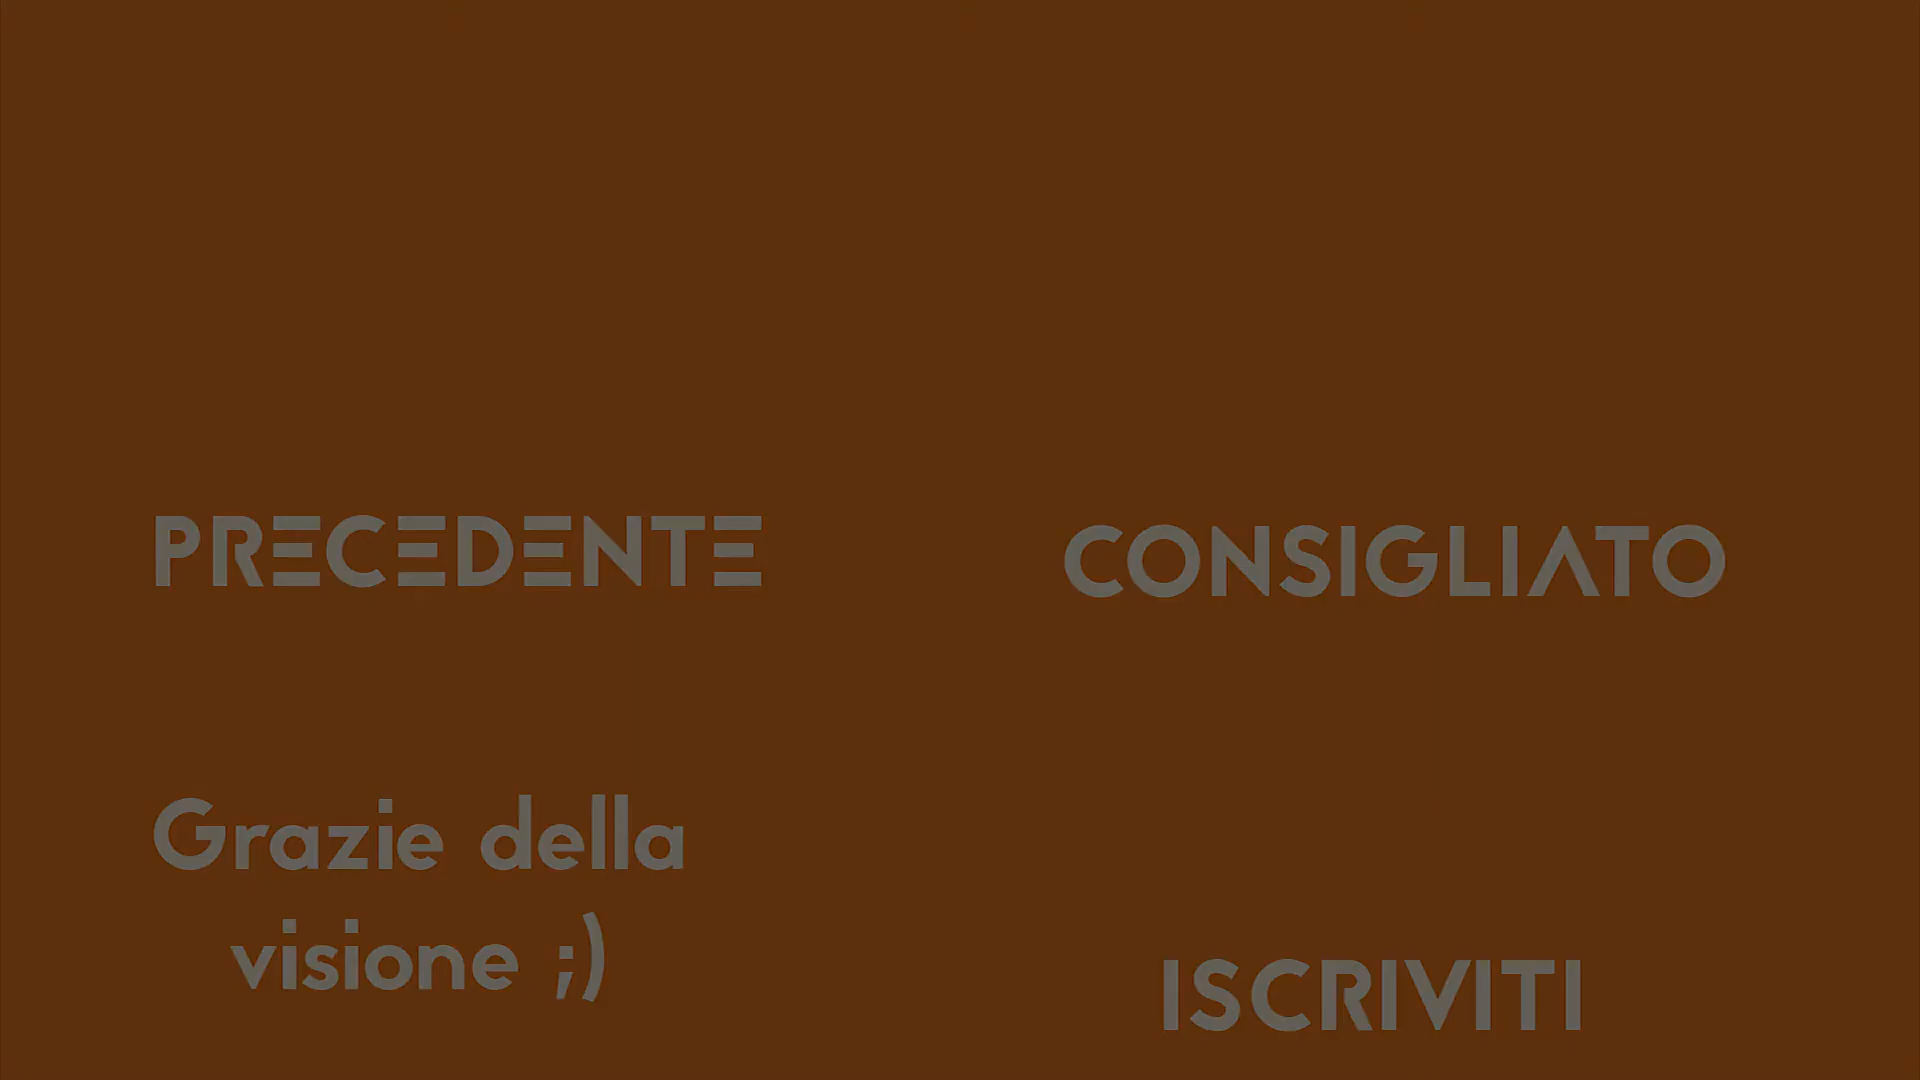 PRECEDENTE
CONSIGLIATO
Grazie della
visione ;)
ISCRIVITI